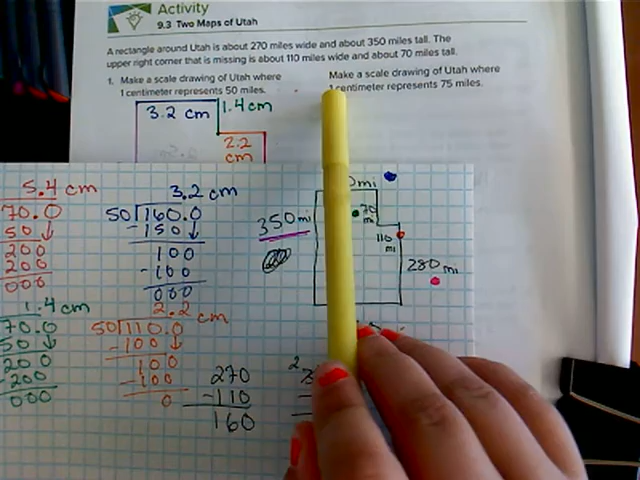 Activity
9.3 Two Maps of Utah
A rectangle around Utah is about 270 miles wide and about 350 miles tall. The
upper right corner that is missing is about 110 miles wide and about 70 miles tall.
1. Make a scale drawing of Utah where
1 centimeter represents 50 miles.
Make a scale drawing of Utah where
1 centimeter represents 75 miles.
3.2 cm
1.4 cm
2.2
cm
5.4 cm
70.0
50
200
200
000
1.4 cm
70.0
50
200
-200
000
3.2 cm
50 160.0
-150
100
-100
000
2.2 cm
50 110.0
-100
100
-100
0
270
-110
160
350 mi
mi
70
mi
110
mi
280 mi
2